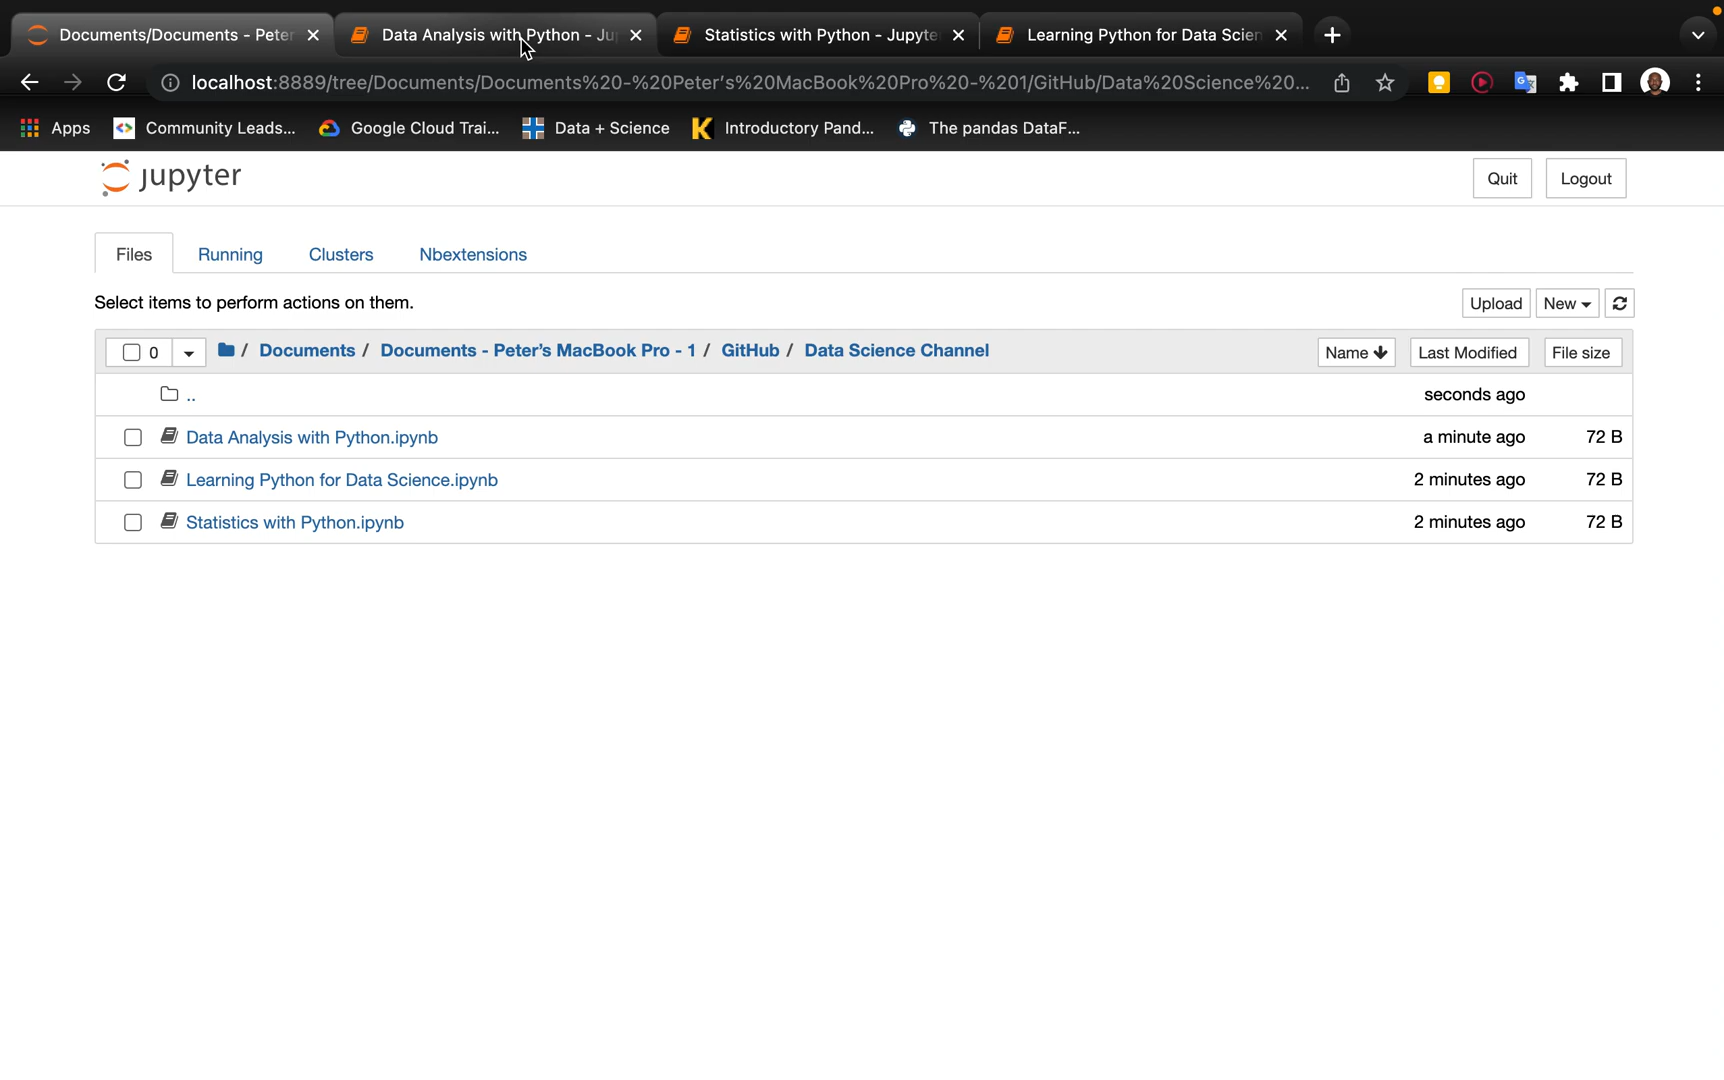 Documents/Documents - Peter
Data Analysis with Python - Ju
Statistics with Python - Jupyte
Learning Python for Data Scien
localhost:8889/tree/Documents/Documents%20-%20Peter's%20MacBook%20Pro%20-%201/GitHub/Data%20Science%20...
Apps
Community Leads...
Google Cloud Trai...
Data + Science
Introductory Pand...
The pandas DataF...
jupyter
Quit
Logout
Files
Running
Clusters
Nbextensions
Select items to perform actions on them.
Upload
New
0
/ Documents / Documents - Peter’s MacBook Pro - 1 / GitHub / Data Science Channel
Name
Last Modified
File size
..
seconds ago
Data Analysis with Python.ipynb
a minute ago
72 B
Learning Python for Data Science.ipynb
2 minutes ago
72 B
Statistics with Python.ipynb
2 minutes ago
72 B